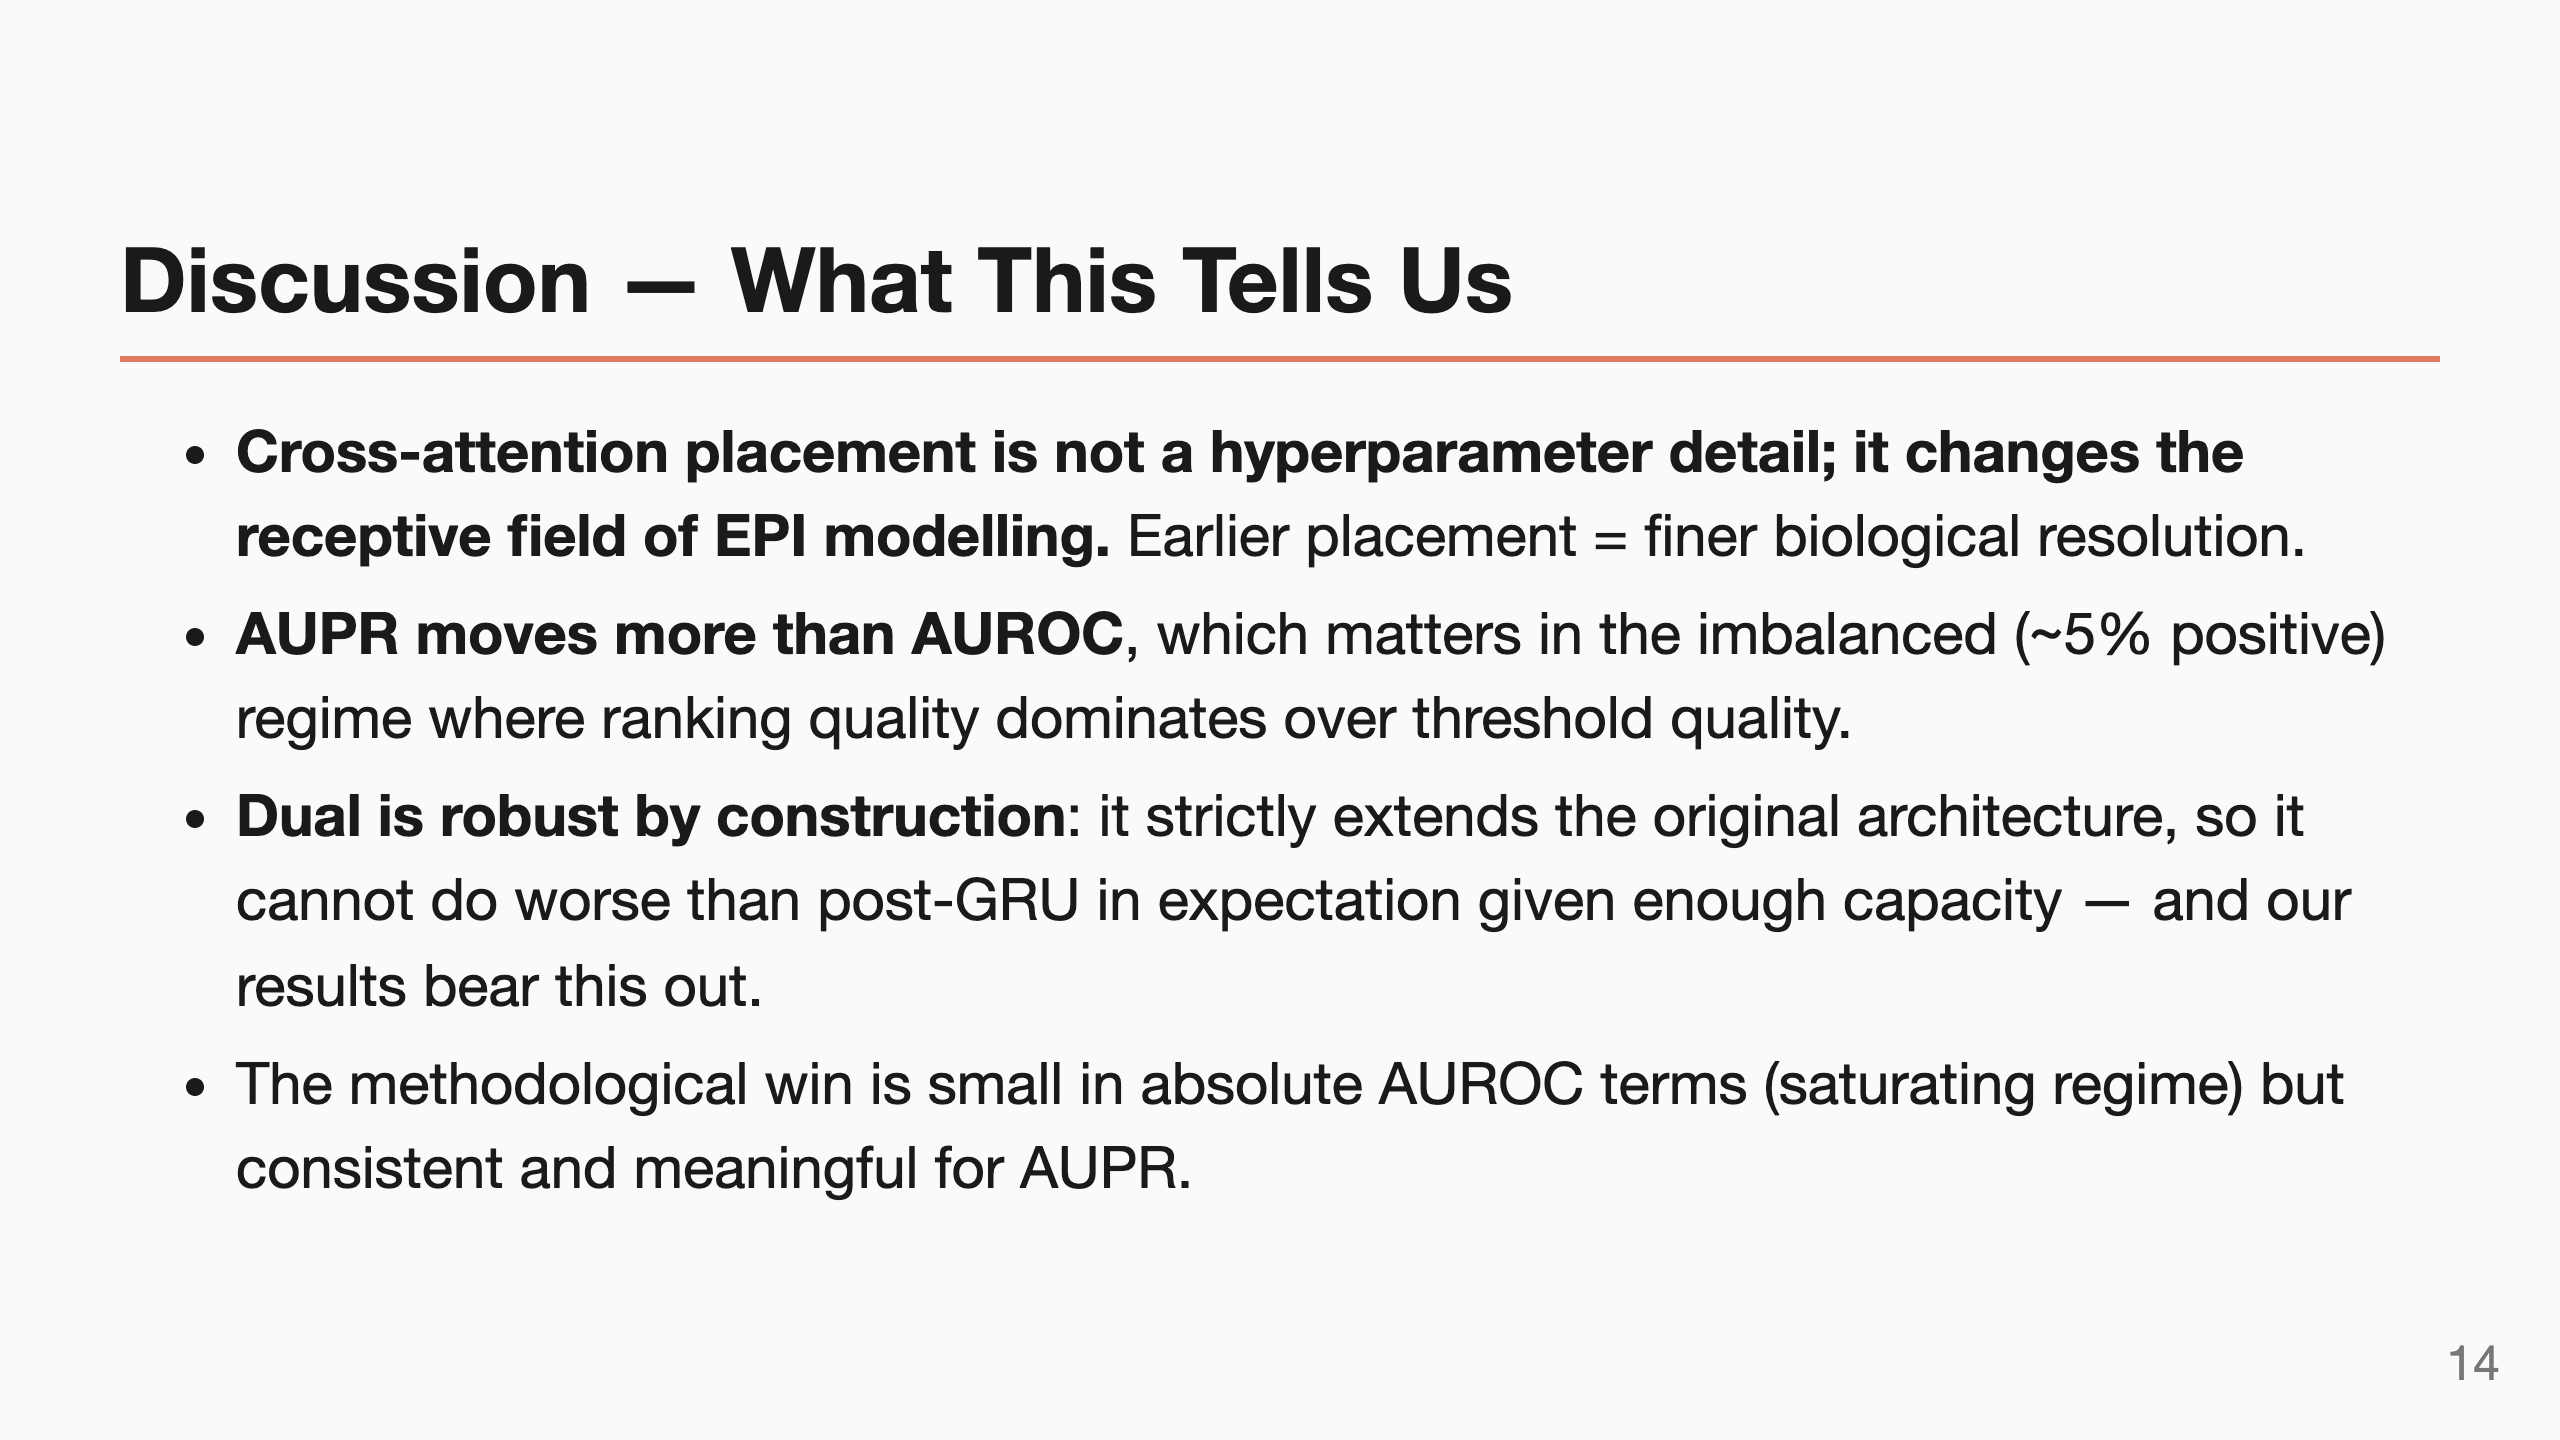 Discussion — What This Tells Us
• Cross-attention placement is not a hyperparameter detail; it changes the
receptive field of EPI modelling. Earlier placement = finer biological resolution.
• AUPR moves more than AUROC, which matters in the imbalanced (~5% positive)
regime where ranking quality dominates over threshold quality.
• Dual is robust by construction: it strictly extends the original architecture, so it
cannot do worse than post-GRU in expectation given enough capacity — and our
results bear this out.
• The methodological win is small in absolute AUROC terms (saturating regime) but
consistent and meaningful for AUPR.
14